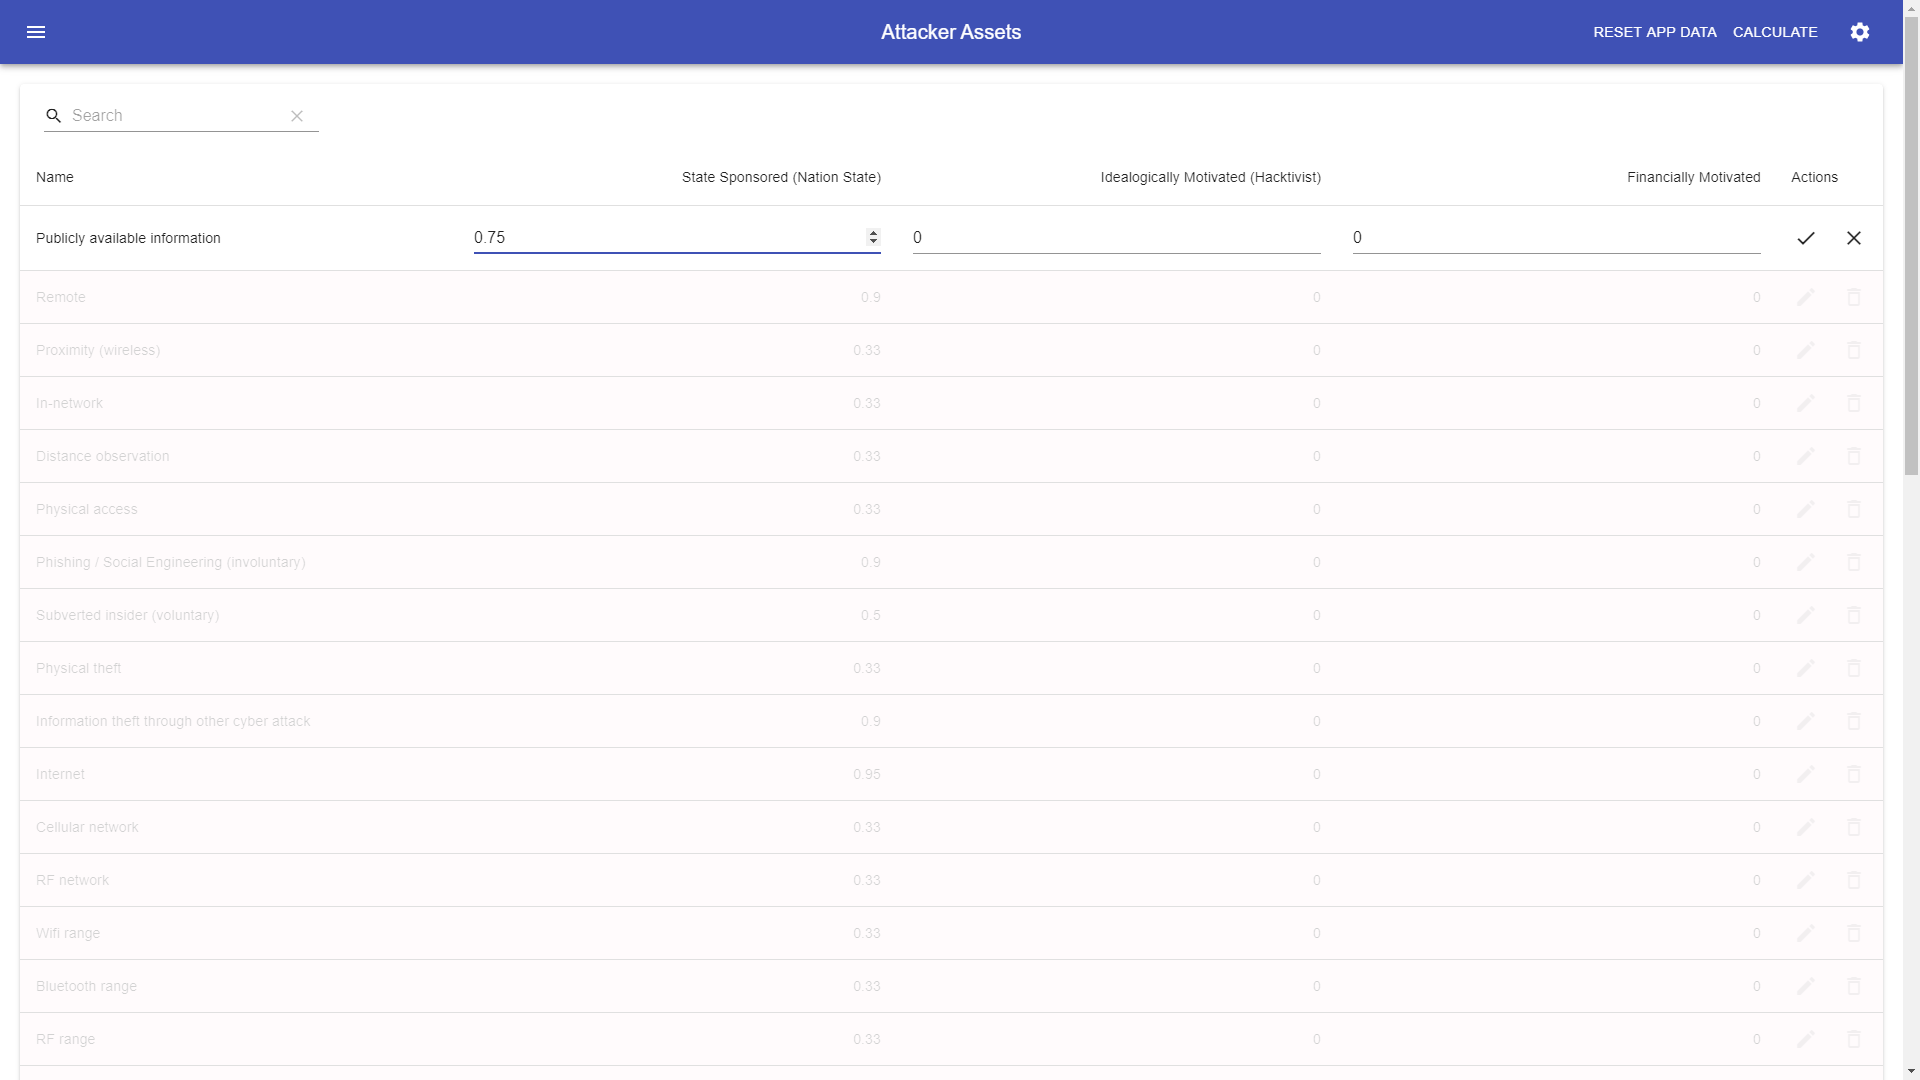 Attacker Assets RESET APP DATA CALCULATE
Search
Name State Sponsored (Nation State) Idealogically Motivated (Hacktivist) Financially Motivated Actions
Publicly available information 0.75 0 0
Remote 0.9 0 0
Proximity (wireless) 0.33 0 0
In-network 0.33 0 0
Distance observation 0.33 0 0
Physical access 0.33 0 0
Phishing / Social Engineering (involuntary) 0.9 0 0
Subverted insider (voluntary) 0.5 0 0
Physical theft 0.33 0 0
Information theft through other cyber attack 0.9 0 0
Internet 0.95 0 0
Cellular network 0.33 0 0
RF network 0.33 0 0
Wifi range 0.33 0 0
Bluetooth range 0.33 0 0
RF range 0.33 0 0